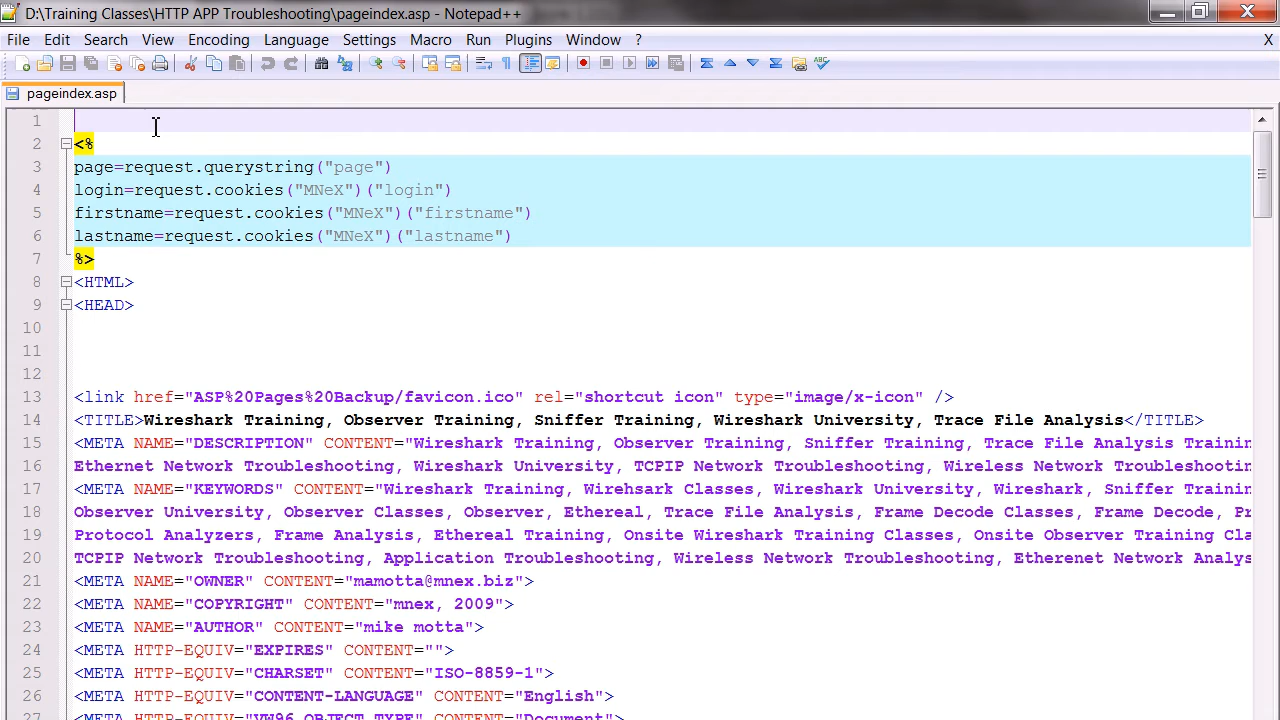 D:\Training Classes\HTTP APP Troubleshooting\pageindex.asp - Notepad++
File Edit Search View Encoding Language Settings Macro Run Plugins Window ? X
pageindex.asp
1
2 <%
3 page=request.querystring("page")
4 login=request.cookies("MNeX")("login")
5 firstname=request.cookies("MNeX")("firstname")
6 lastname=request.cookies("MNeX")("lastname")
7 %>
8 <HTML>
9 <HEAD>
10
11
12
13 <link href="ASP%20Pages%20Backup/favicon.ico" rel="shortcut icon" type="image/x-icon" />
14 <TITLE>Wireshark Training, Observer Training, Sniffer Training, Wireshark University, Trace File Analysis</TITLE>
15 <META NAME="DESCRIPTION" CONTENT="Wireshark Training, Observer Training, Sniffer Training, Trace File Analysis Trainin
16 Ethernet Network Troubleshooting, Wireshark University, TCPIP Network Troubleshooting, Wireless Network Troubleshootin
17 <META NAME="KEYWORDS" CONTENT="Wireshark Training, Wirehsark Classes, Wireshark University, Wireshark, Sniffer Trainin
18 Observer University, Observer Classes, Observer, Ethereal, Trace File Analysis, Frame Decode Classes, Frame Decode, Pr
19 Protocol Analyzers, Frame Analysis, Ethereal Training, Onsite Wireshark Training Classes, Onsite Observer Training Cla
20 TCPIP Network Troubleshooting, Application Troubleshooting, Wireless Network Troubleshooting, Etherenet Network Analys
21 <META NAME="OWNER" CONTENT="mamotta@mnex.biz">
22 <META NAME="COPYRIGHT" CONTENT="mnex, 2009">
23 <META NAME="AUTHOR" CONTENT="mike motta">
24 <META HTTP-EQUIV="EXPIRES" CONTENT="">
25 <META HTTP-EQUIV="CHARSET" CONTENT="ISO-8859-1">
26 <META HTTP-EQUIV="CONTENT-LANGUAGE" CONTENT="English">
27 <META HTTP-EQUIV="VW96.OBJECT TYPE" CONTENT="Document">